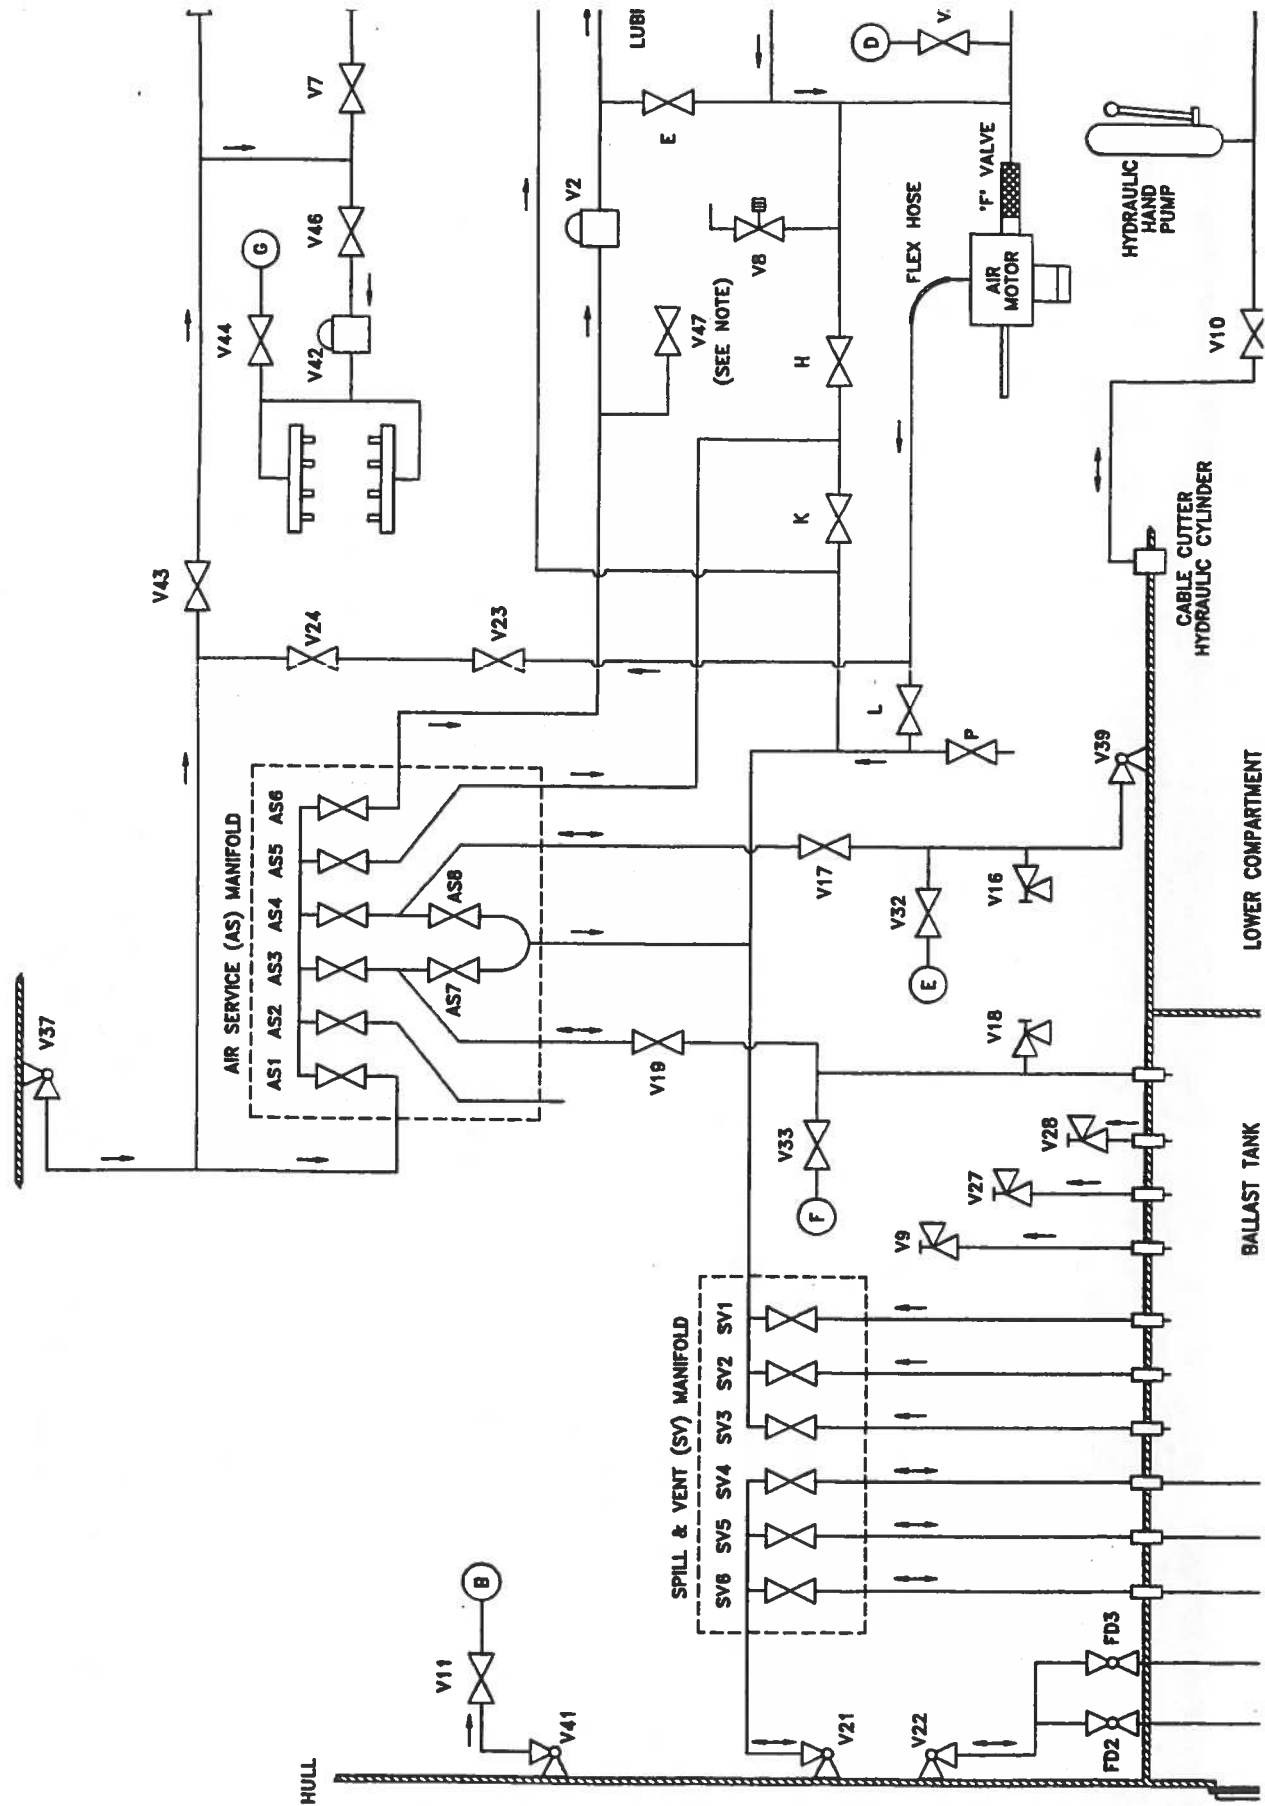 HULL
V11
B
V41
V21
V22
FD2
FD3
SPILL & VENT (SV) MANIFOLD
SV6
SV5
SV4
SV3
SV2
SV1
V9
V27
V28
V18
BALLAST TANK
V37
AIR SERVICE (AS) MANIFOLD
AS1
AS2
AS3
AS4
AS5
AS6
AS7
AS8
V19
V33
F
V17
V32
E
V16
V39
LOWER COMPARTMENT
V43
V24
V23
L
P
K
H
V44
G
V42
V46
V7
V2
V47
(SEE NOTE)
V8
E
FLEX HOSE
'F' VALVE
AIR
MOTOR
D
CABLE CUTTER
HYDRAULIC CYLINDER
V10
HYDRAULIC
HAND
PUMP